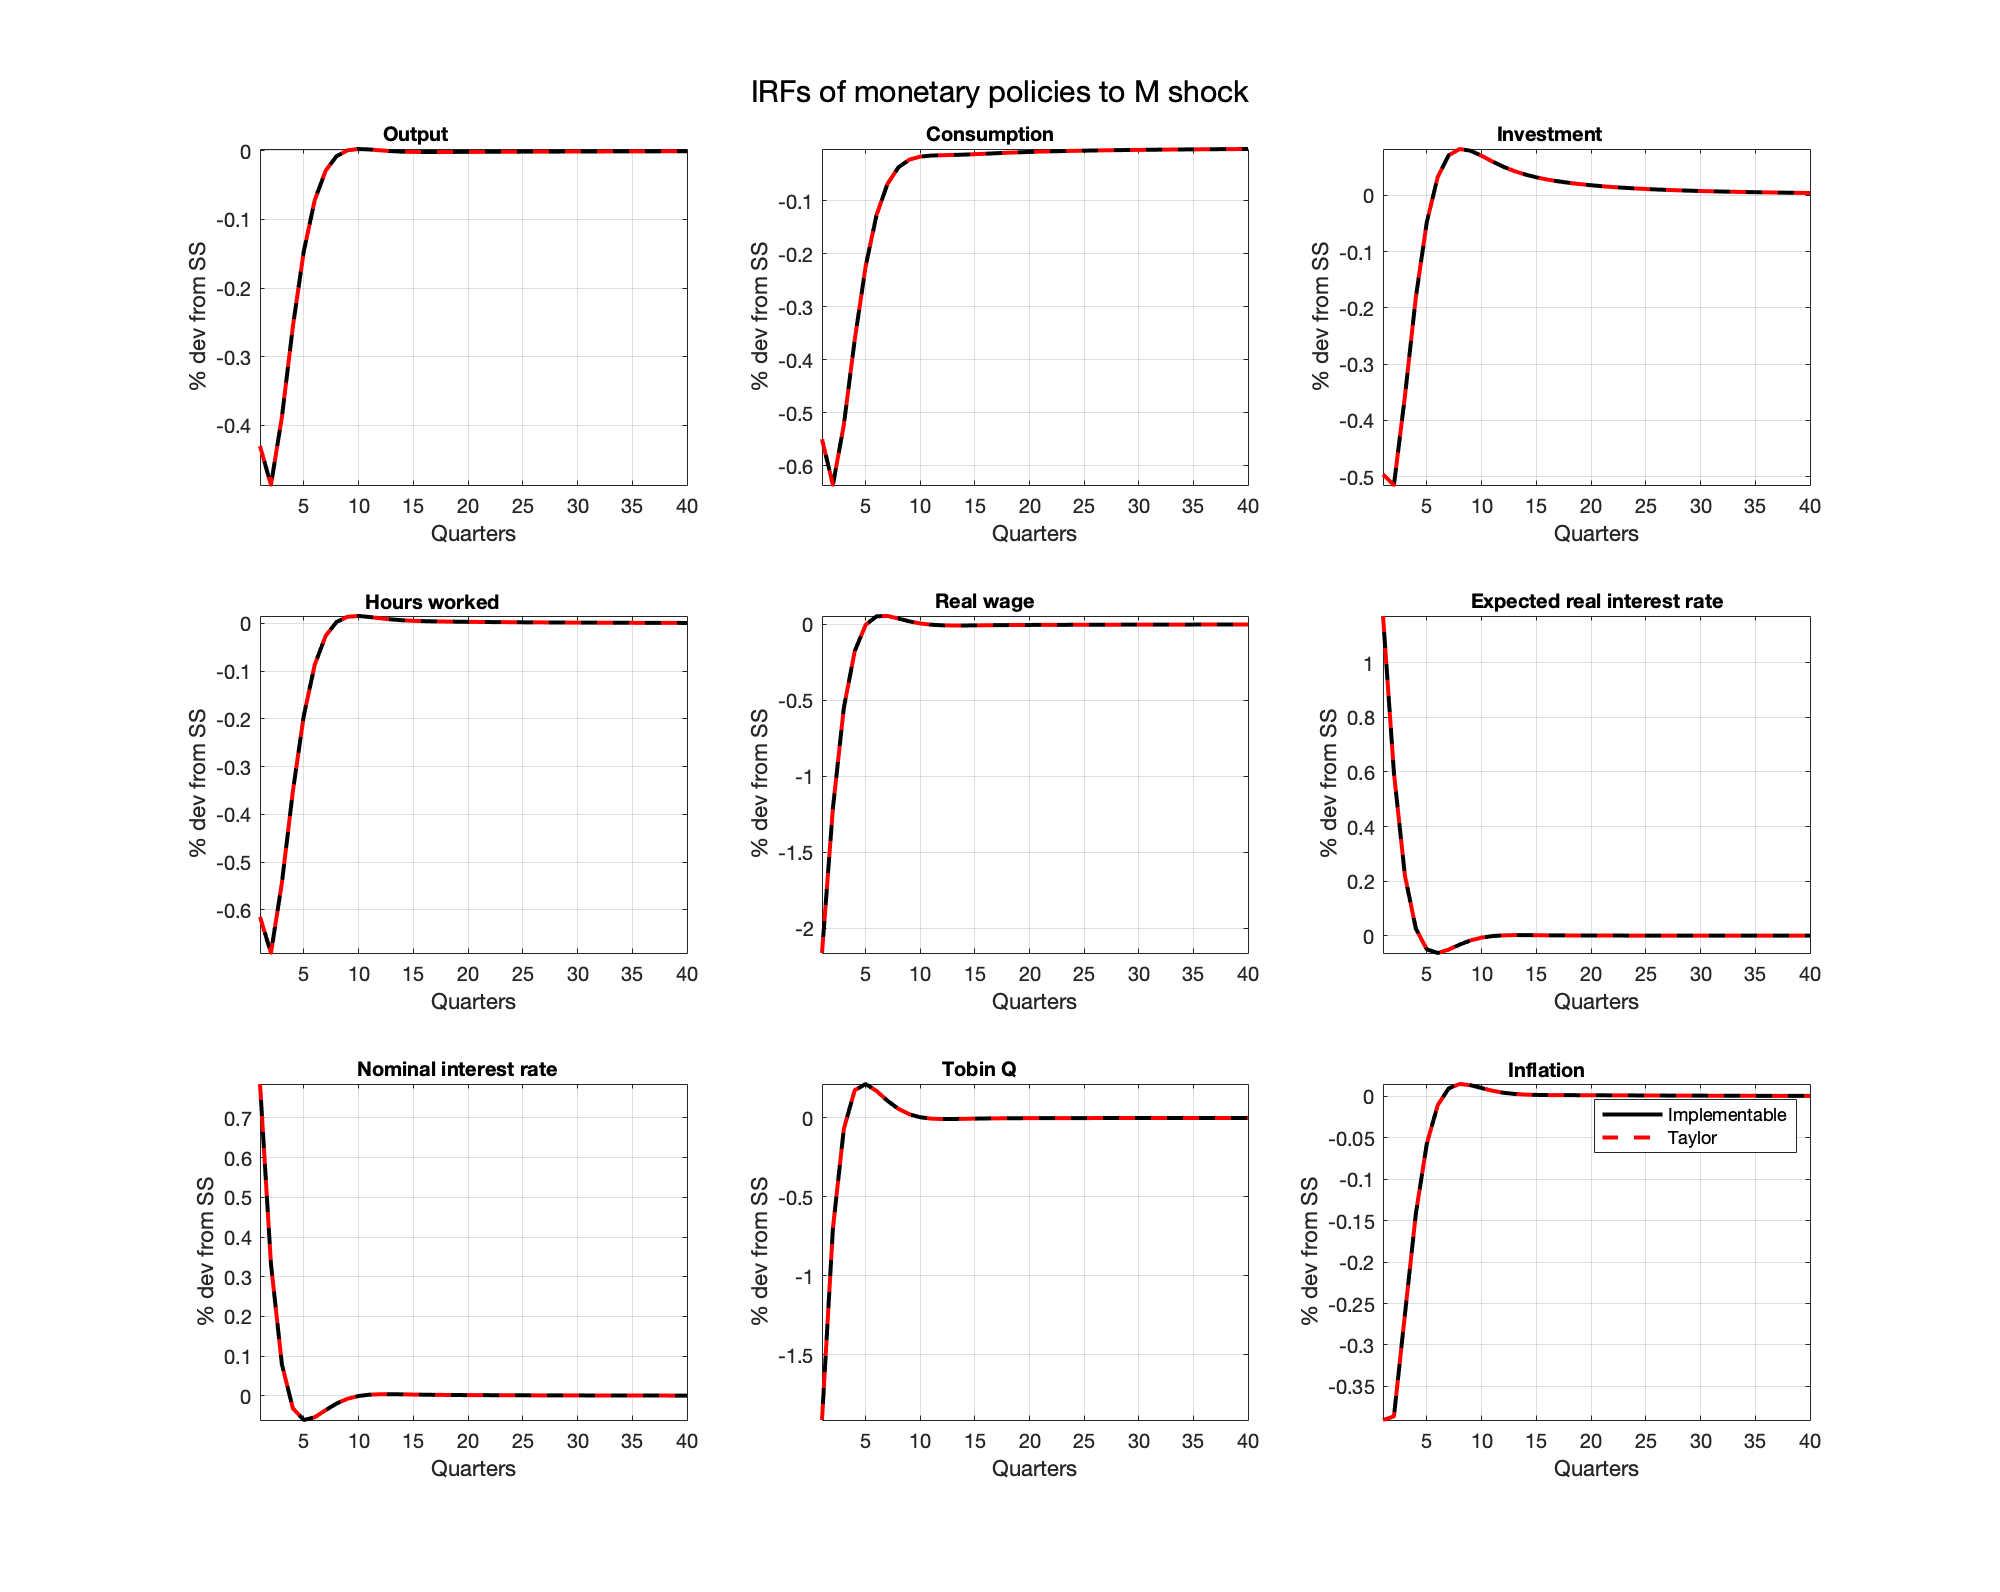 IRFs of monetary policies to M shock
Output
% dev from SS
0
-0.1
-0.2
-0.3
-0.4
5 10 15 20 25 30 35 40
Quarters
Consumption
% dev from SS
-0.1
-0.2
-0.3
-0.4
-0.5
-0.6
5 10 15 20 25 30 35 40
Quarters
Investment
% dev from SS
0
-0.1
-0.2
-0.3
-0.4
-0.5
5 10 15 20 25 30 35 40
Quarters
Hours worked
% dev from SS
0
-0.1
-0.2
-0.3
-0.4
-0.5
-0.6
5 10 15 20 25 30 35 40
Quarters
Real wage
% dev from SS
0
-0.5
-1
-1.5
-2
5 10 15 20 25 30 35 40
Quarters
Expected real interest rate
% dev from SS
1
0.8
0.6
0.4
0.2
0
5 10 15 20 25 30 35 40
Quarters
Nominal interest rate
% dev from SS
0.7
0.6
0.5
0.4
0.3
0.2
0.1
0
5 10 15 20 25 30 35 40
Quarters
Tobin Q
% dev from SS
0
-0.5
-1
-1.5
5 10 15 20 25 30 35 40
Quarters
Inflation
% dev from SS
0
-0.05
-0.1
-0.15
-0.2
-0.25
-0.3
-0.35
Implementable
Taylor
5 10 15 20 25 30 35 40
Quarters